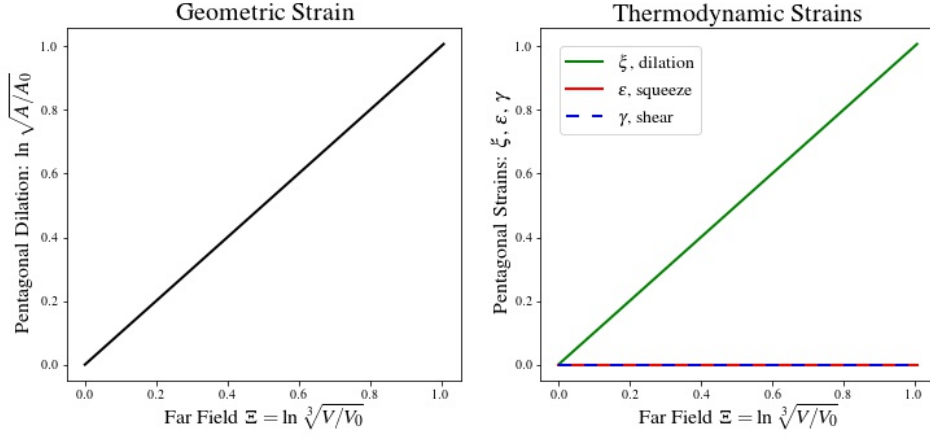 Geometric Strain
Pentagonal Dilation: ln √A/A₀
1.0
0.8
0.6
0.4
0.2
0.0
0.0 0.2 0.4 0.6 0.8 1.0
Far Field Ξ = ln ∛V/V₀
Thermodynamic Strains
Pentagonal Strains: ξ, ε, γ
1.0
0.8
0.6
0.4
0.2
0.0
ξ, dilation
ε, squeeze
γ, shear
0.0 0.2 0.4 0.6 0.8 1.0
Far Field Ξ = ln ∛V/V₀